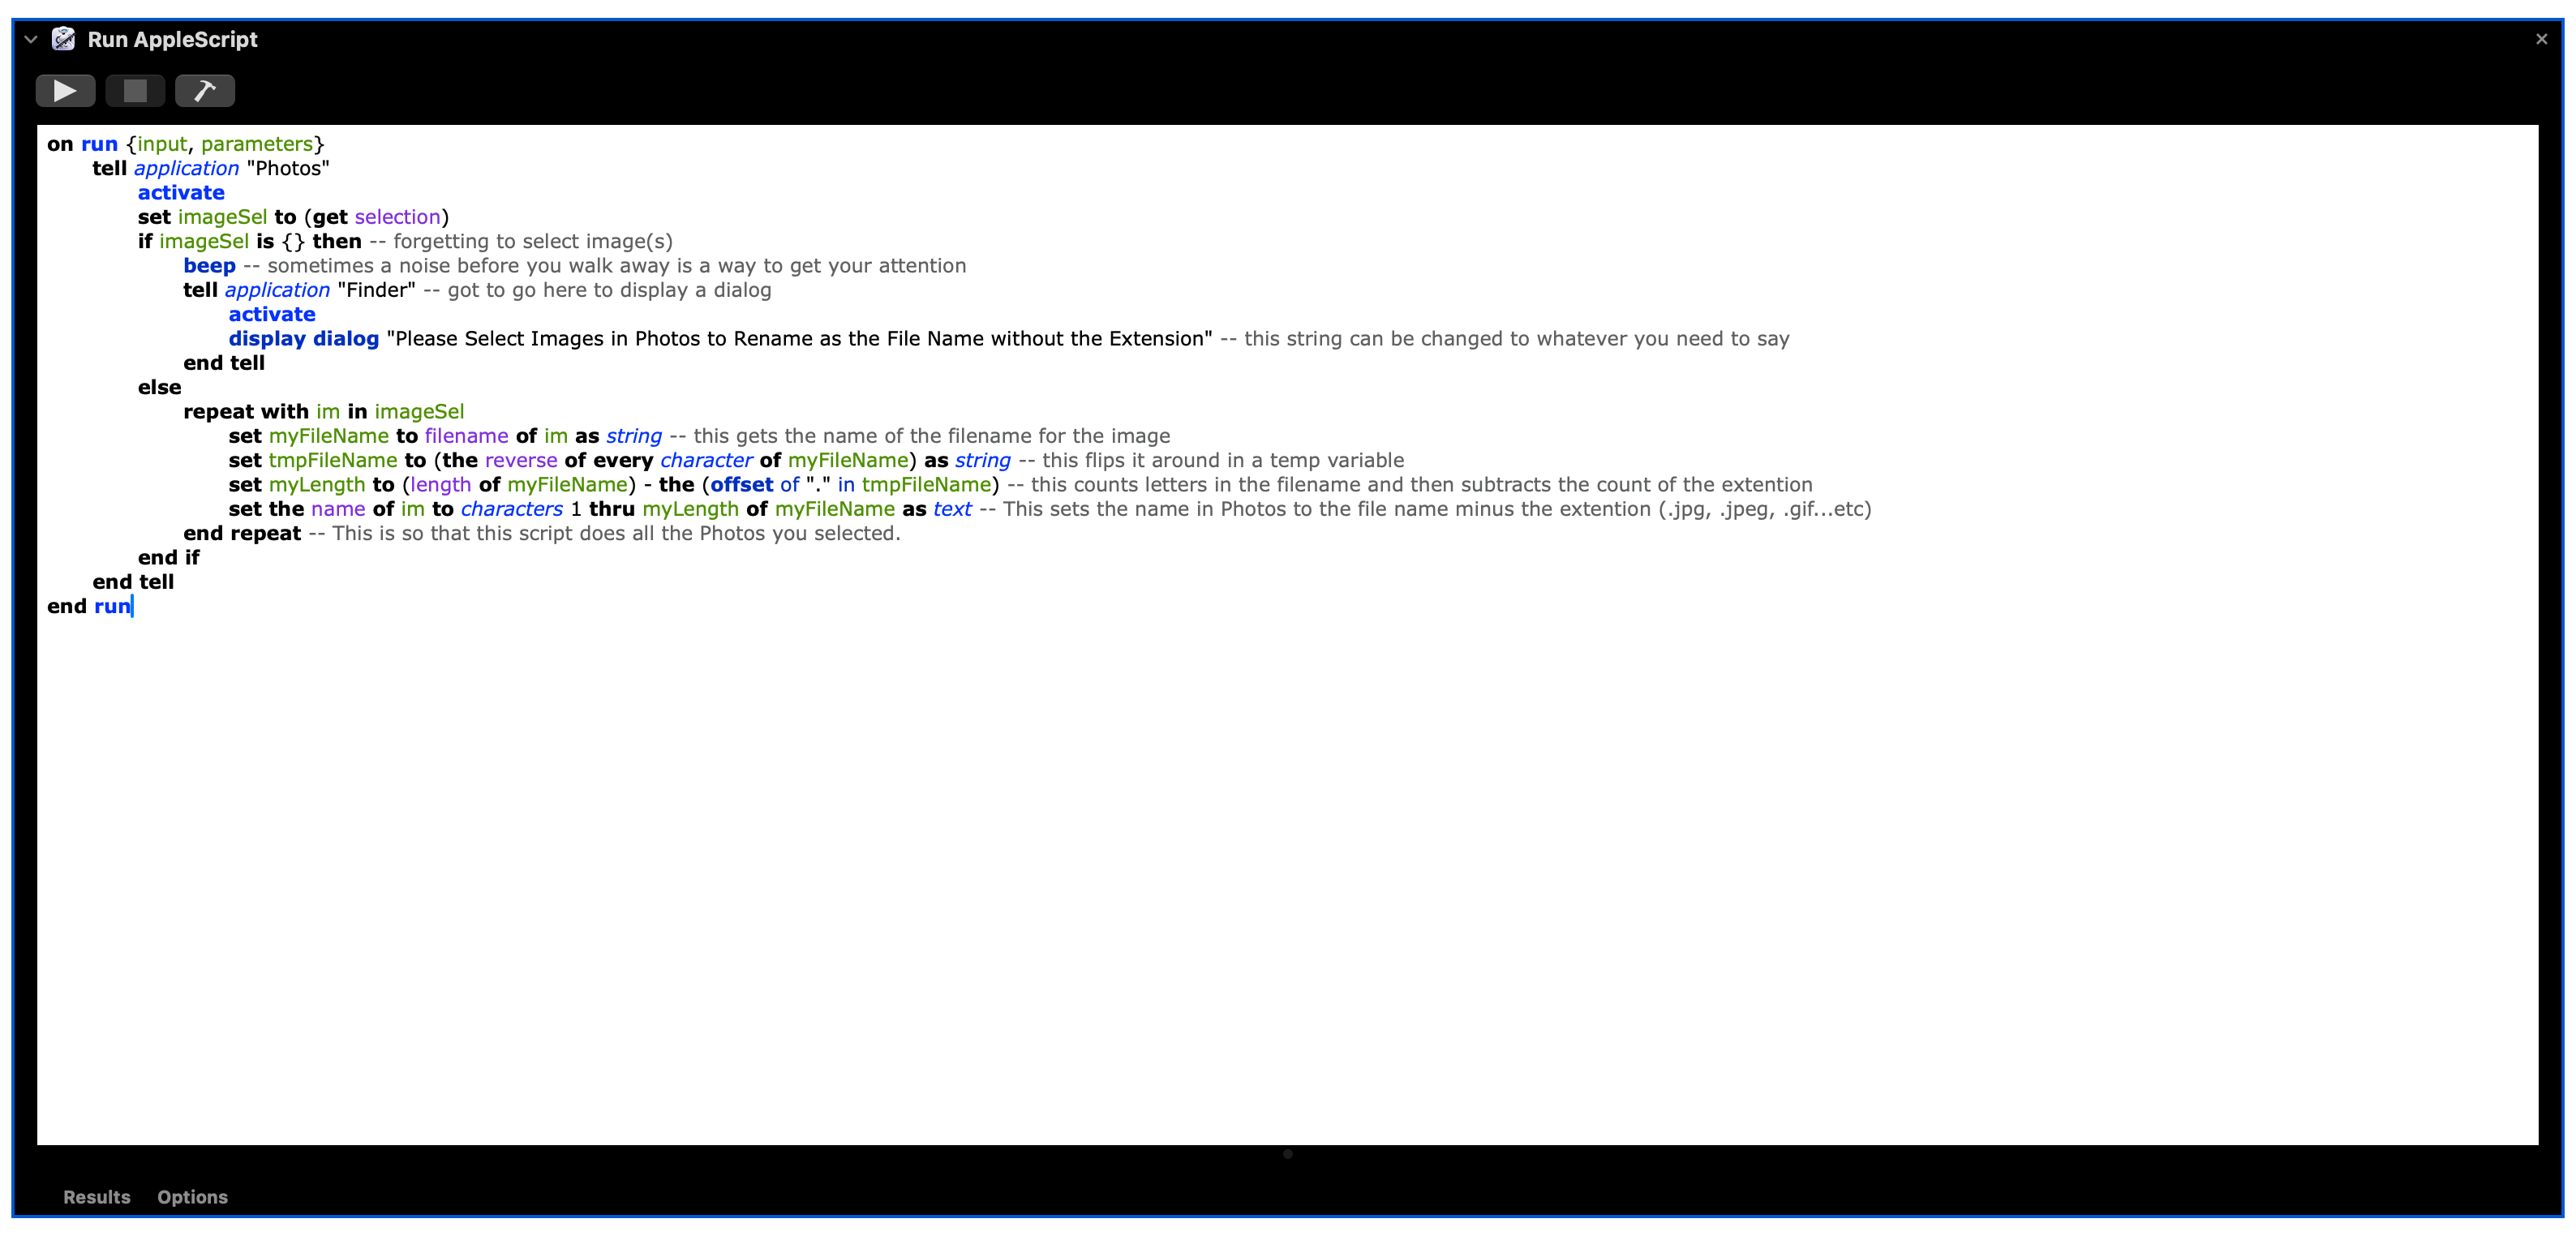 Run AppleScript
on run {input, parameters}
tell application "Photos"
activate
set imageSel to (get selection)
if imageSel is {} then -- forgetting to select image(s)
beep -- sometimes a noise before you walk away is a way to get your attention
tell application "Finder" -- got to go here to display a dialog
activate
display dialog "Please Select Images in Photos to Rename as the File Name without the Extension" -- this string can be changed to whatever you need to say
end tell
else
repeat with im in imageSel
set myFileName to filename of im as string -- this gets the name of the filename for the image
set tmpFileName to (the reverse of every character of myFileName) as string -- this flips it around in a temp variable
set myLength to (length of myFileName) - the (offset of "." in tmpFileName) -- this counts letters in the filename and then subtracts the count of the extention
set the name of im to characters 1 thru myLength of myFileName as text -- This sets the name in Photos to the file name minus the extention (.jpg, .jpeg, .gif...etc)
end repeat -- This is so that this script does all the Photos you selected.
end if
end tell
end run
Results Options